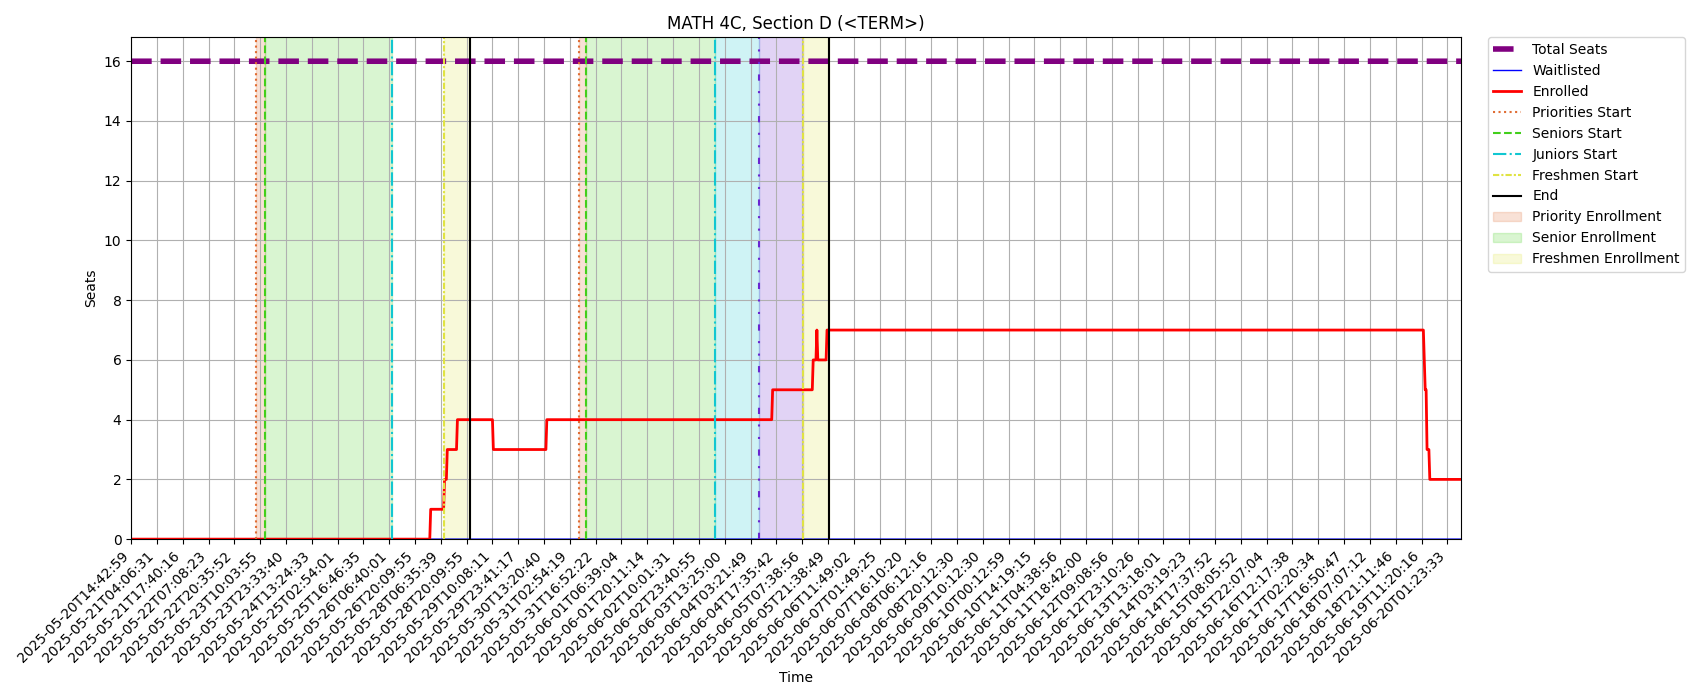 MATH 4C, Section D (<TERM>)
Total Seats
Waitlisted
Enrolled
Priorities Start
Seniors Start
Juniors Start
Freshmen Start
End
Priority Enrollment
Senior Enrollment
Freshmen Enrollment
Seats
16
14
12
10
8
6
4
2
0
2025-05-20T14:42:59
2025-05-21T04:06:31
2025-05-21T17:40:16
2025-05-22T07:08:23
2025-05-22T20:35:52
2025-05-23T10:03:55
2025-05-23T23:33:40
2025-05-24T13:24:33
2025-05-25T02:54:01
2025-05-25T16:46:35
2025-05-26T06:40:01
2025-05-26T20:09:55
2025-05-28T06:35:39
2025-05-28T20:09:55
2025-05-29T10:08:11
2025-05-29T23:41:17
2025-05-30T13:20:40
2025-05-31T02:54:19
2025-05-31T16:52:22
2025-06-01T06:39:04
2025-06-01T20:11:14
2025-06-02T10:01:31
2025-06-02T23:40:55
2025-06-03T13:25:00
2025-06-04T03:21:49
2025-06-04T17:35:42
2025-06-05T07:38:56
2025-06-05T21:38:49
2025-06-06T11:49:02
2025-06-07T01:49:25
2025-06-07T16:10:20
2025-06-08T06:12:16
2025-06-08T20:12:30
2025-06-09T10:12:30
2025-06-10T00:12:59
2025-06-10T14:19:15
2025-06-11T04:38:56
2025-06-11T18:42:00
2025-06-12T09:08:56
2025-06-12T23:10:26
2025-06-13T13:18:01
2025-06-14T03:19:23
2025-06-14T17:37:52
2025-06-15T08:05:52
2025-06-15T22:07:04
2025-06-16T12:17:38
2025-06-17T02:20:34
2025-06-17T16:50:47
2025-06-18T07:07:12
2025-06-18T21:11:46
2025-06-19T11:20:16
2025-06-20T01:23:33
Time